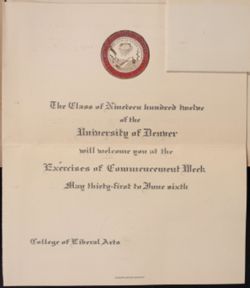 The Class of Nineteen hundred twelve
of the
University of Denver
will welcome you at the
Exercises of Commencement Week
May thirty-first to June sixth
College of Liberal Arts